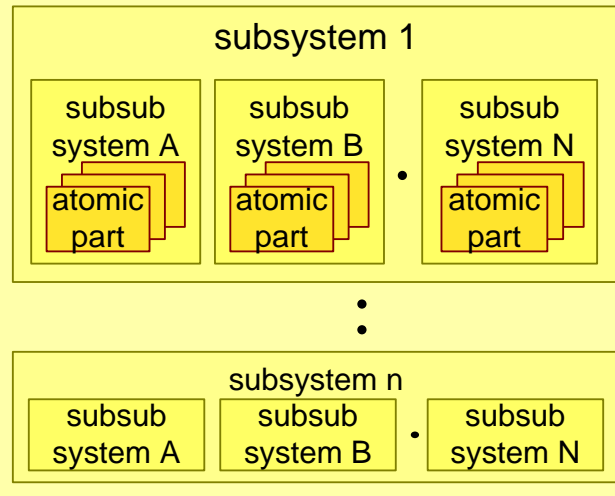 subsystem 1
subsub subsub subsub
system A system B system N
atomic atomic atomic
part part part
subsystem n
subsub subsub subsub
system A system B system N